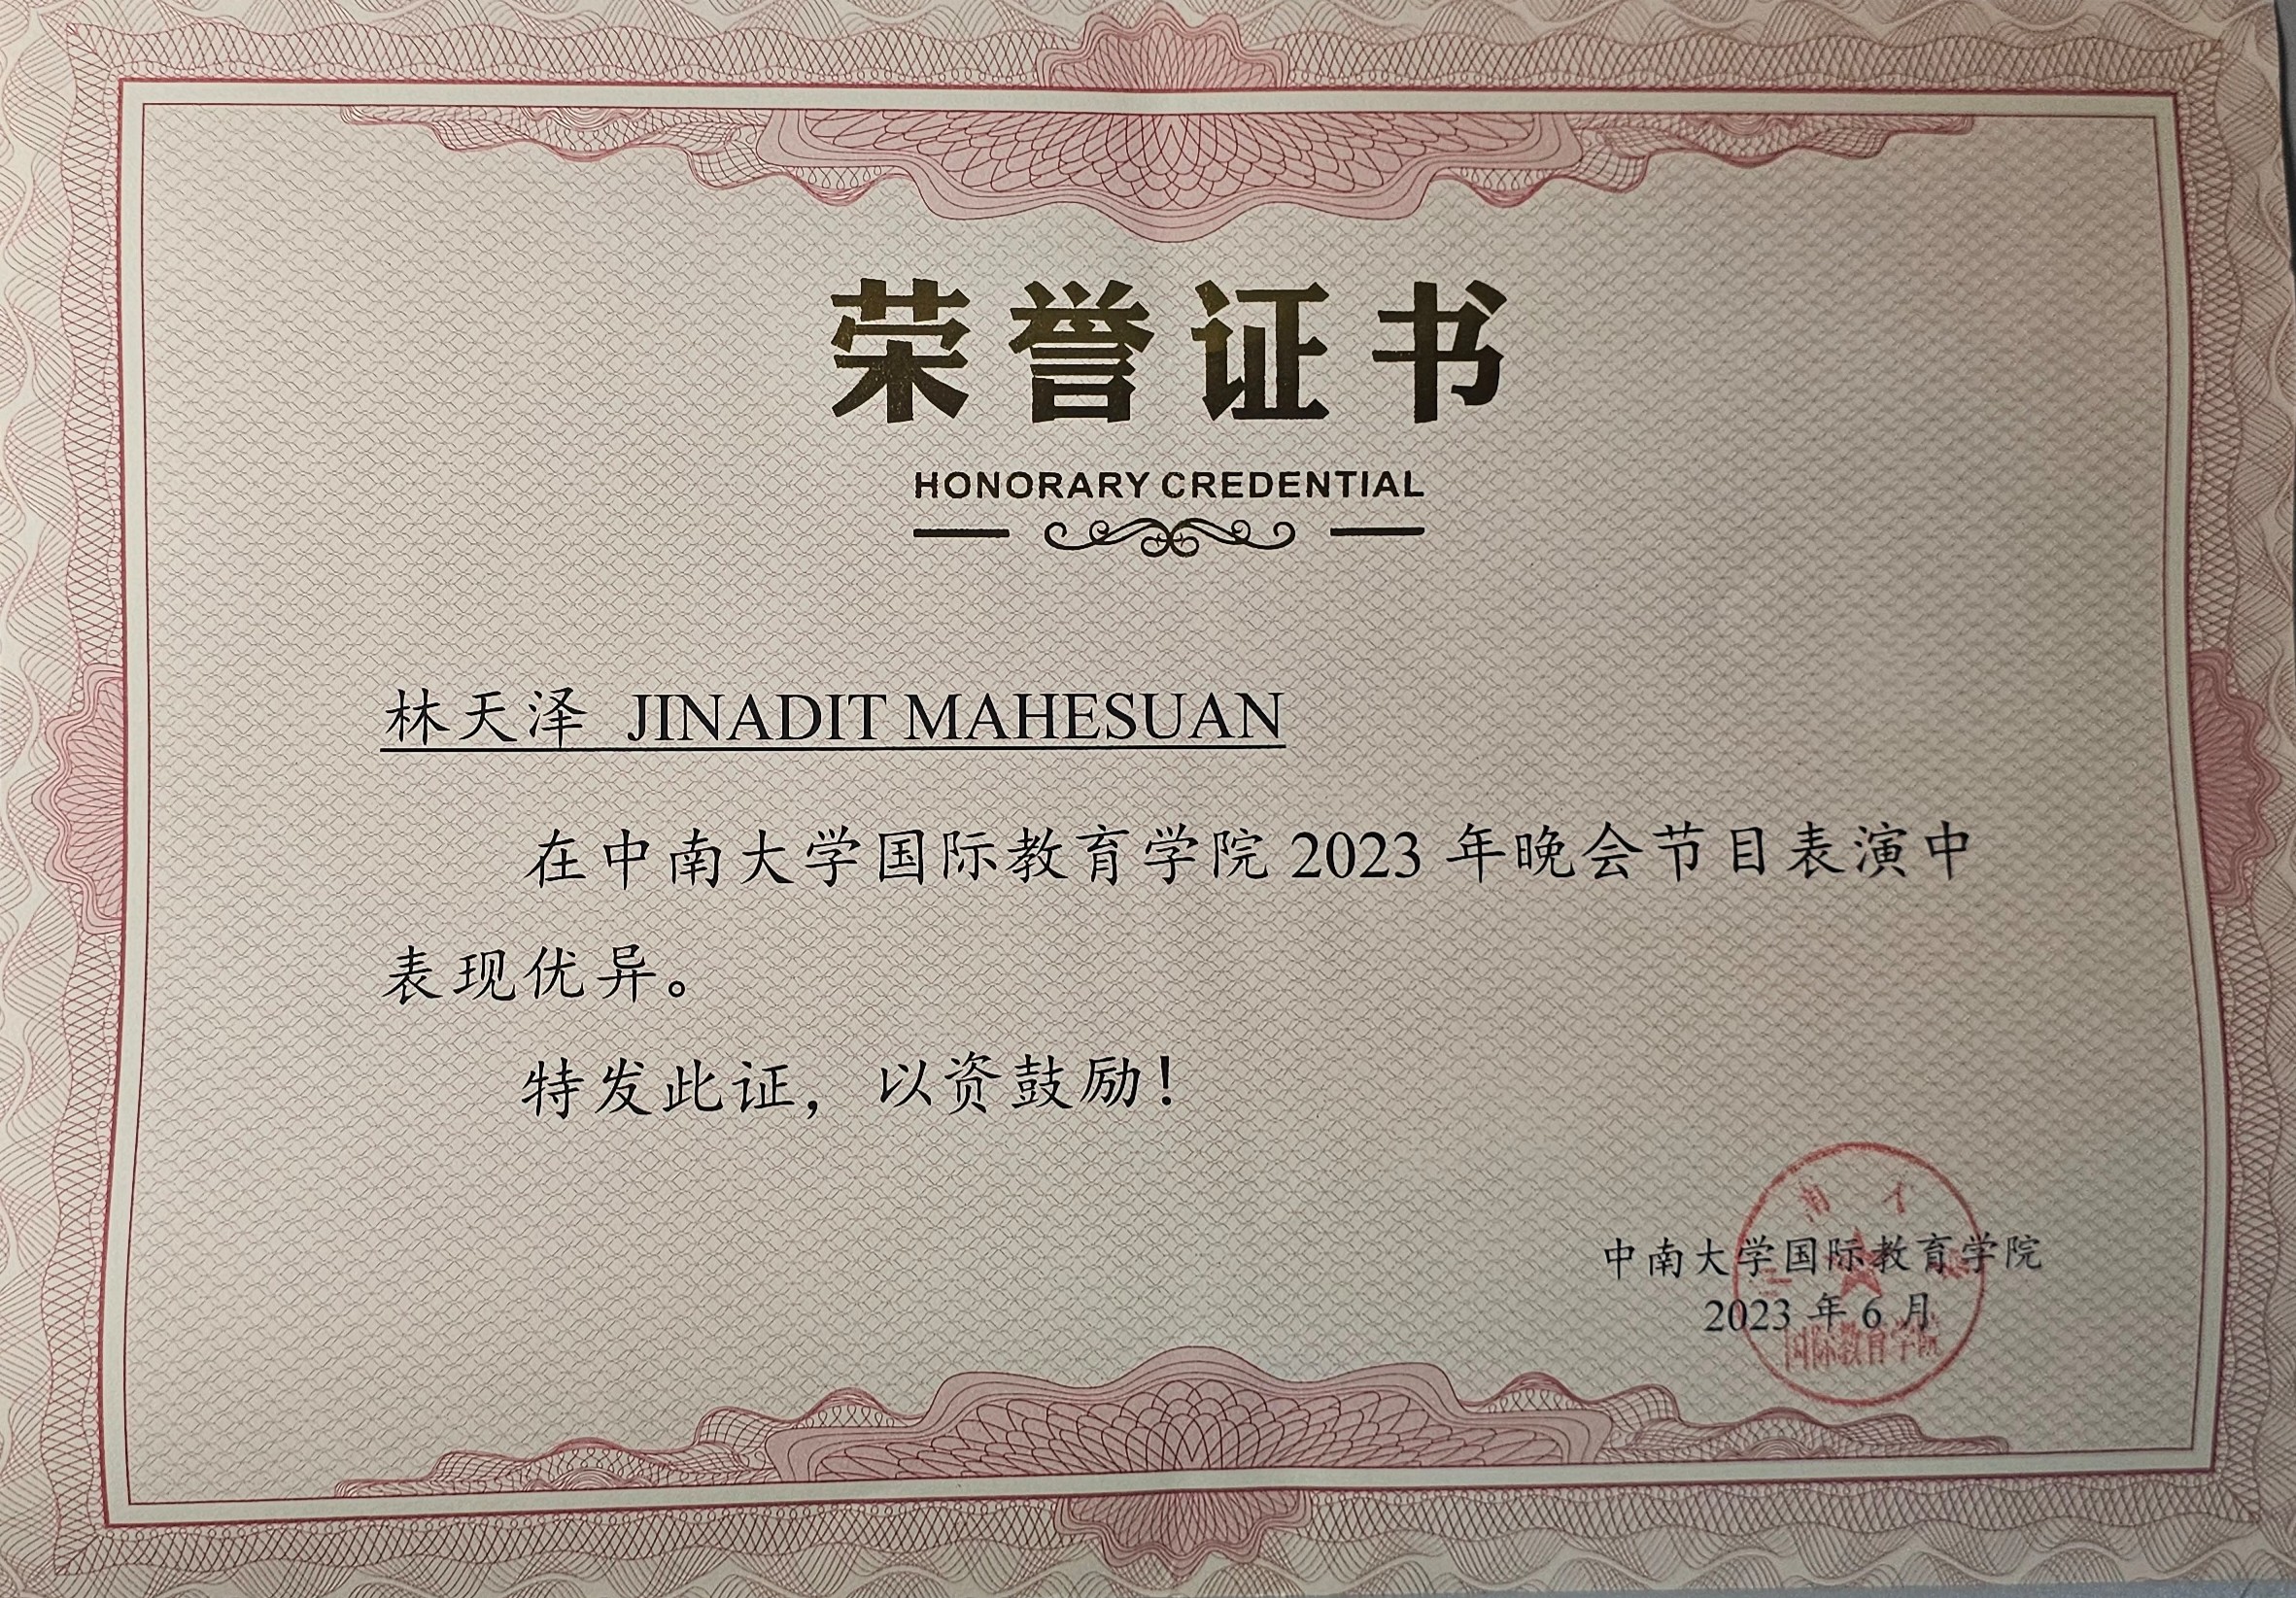 荣誉证书
HONORARY CREDENTIAL
林天泽 JINADIT MAHESUAN
在中南大学国际教育学院 2023 年晚会节目表演中
表现优异。
特发此证，以资鼓励！
中南大学国际教育学院
2023 年 6 月
国际教育学院